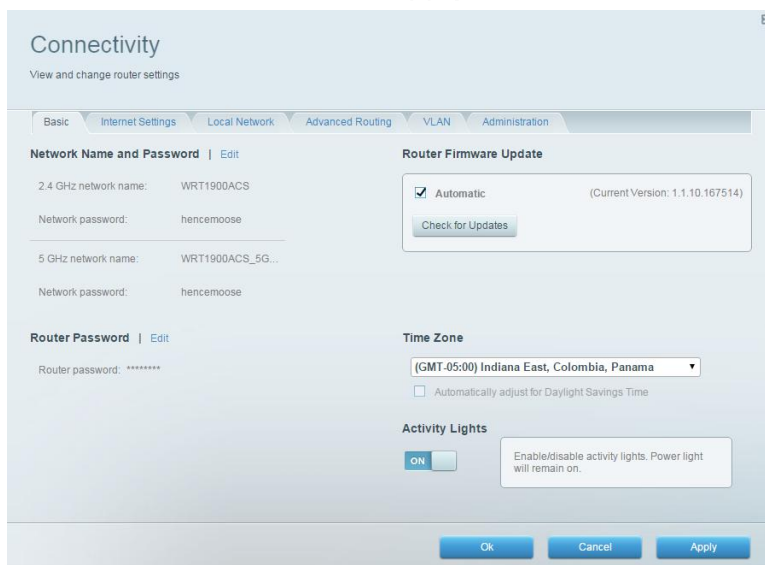 Connectivity
View and change router settings
Basic
Internet Settings
Local Network
Advanced Routing
VLAN
Administration
Network Name and Password | Edit
2.4 GHz network name: WRT1900ACS
Network password: hencemoose
5 GHz network name: WRT1900ACS_5G...
Network password: hencemoose
Router Password | Edit
Router password: ********
Router Firmware Update
Automatic (Current Version: 1.1.10.167514)
Check for Updates
Time Zone
(GMT-05:00) Indiana East, Colombia, Panama
Automatically adjust for Daylight Savings Time
Activity Lights
ON
Enable/disable activity lights. Power light
will remain on.
Ok
Cancel
Apply